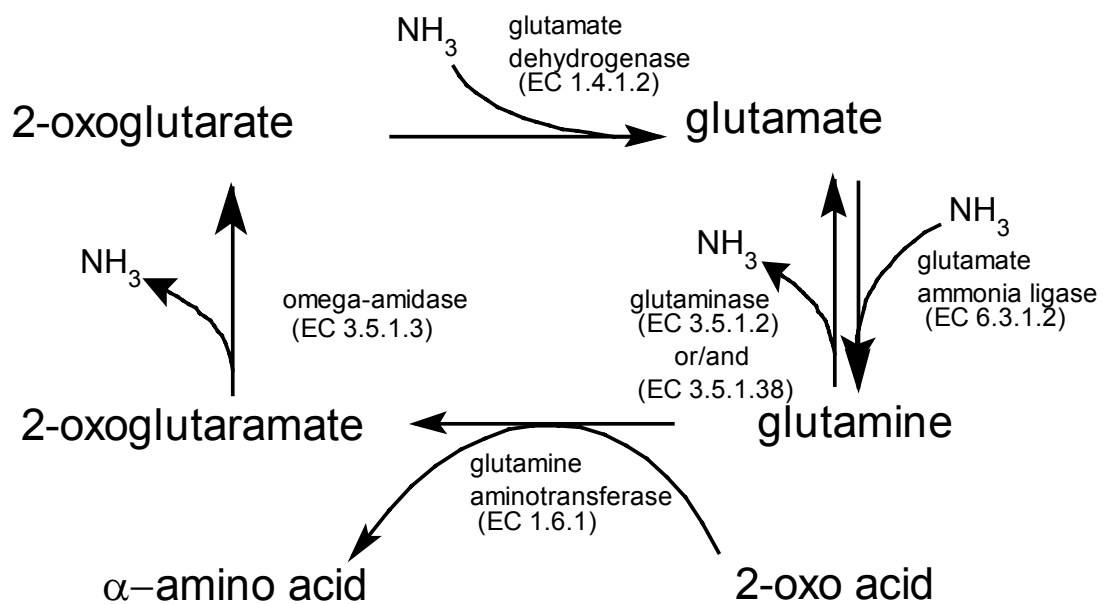 NH3
glutamate
dehydrogenase
(EC 1.4.1.2)
2-oxoglutarate
glutamate
NH3
omega-amidase
(EC 3.5.1.3)
NH3
glutaminase
(EC 3.5.1.2)
or/and
(EC 3.5.1.38)
NH3
glutamate
ammonia ligase
(EC 6.3.1.2)
2-oxoglutaramate
glutamine
glutamine
aminotransferase
(EC 1.6.1)
α−amino acid
2-oxo acid